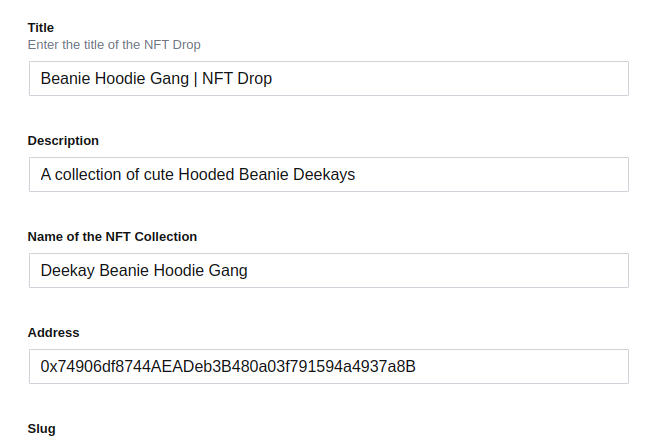 Title
Enter the title of the NFT Drop
Beanie Hoodie Gang | NFT Drop
Description
A collection of cute Hooded Beanie Deekays
Name of the NFT Collection
Deekay Beanie Hoodie Gang
Address
0x74906df8744AEADeb3B480a03f791594a4937a8B
Slug